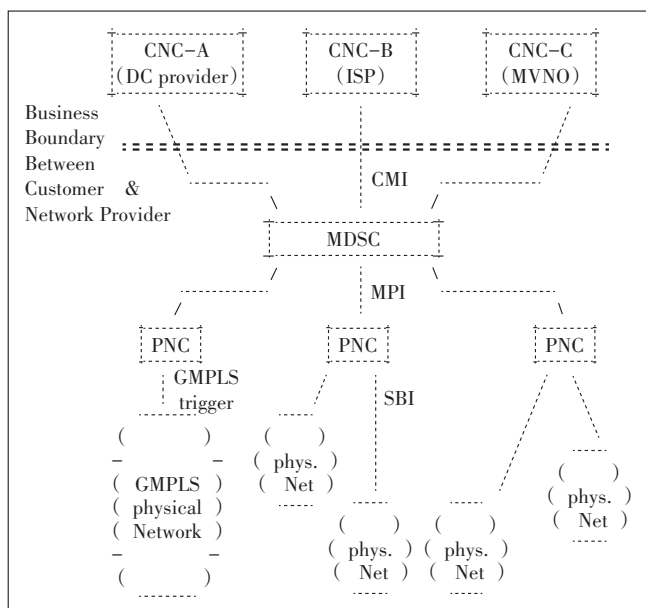 CNC-A
(DC provider)
CNC-B
(ISP)
CNC-C
(MVNO)
Business
Boundary
Between
Customer &
Network Provider
CMI
MDSC
MPI
PNC
PNC
PNC
GMPLS
trigger
SBI
( )
( GMPLS )
( physical )
( Network )
( )
( )
( phys. )
( Net )
( )
( phys. )
( Net )
( )
( phys. )
( Net )
( )
( phys. )
( Net )